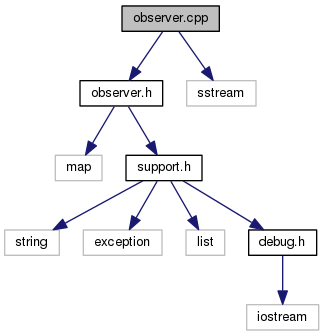 observer.cpp
observer.h
sstream
map
support.h
string
exception
list
debug.h
iostream